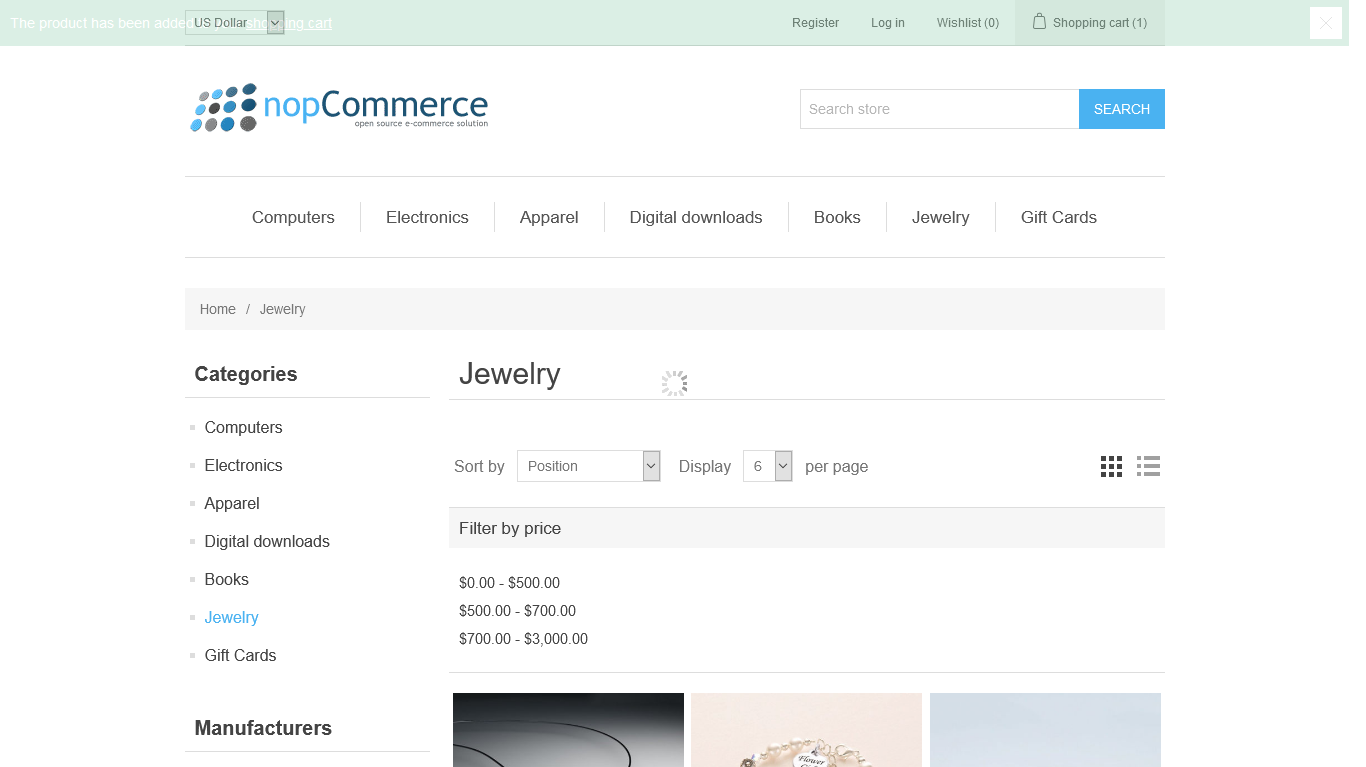 The product has been added shopping cart
US Dollar
Register
Log in
Wishlist (0)
Shopping cart (1)
nopCommerce
open source e-commerce solution
Search store
SEARCH
Computers
Electronics
Apparel
Digital downloads
Books
Jewelry
Gift Cards
Home / Jewelry
Categories
Computers
Electronics
Apparel
Digital downloads
Books
Jewelry
Gift Cards
Manufacturers
Jewelry
Sort by Position Display 6 per page
Filter by price
$0.00 - $500.00
$500.00 - $700.00
$700.00 - $3,000.00
Flower